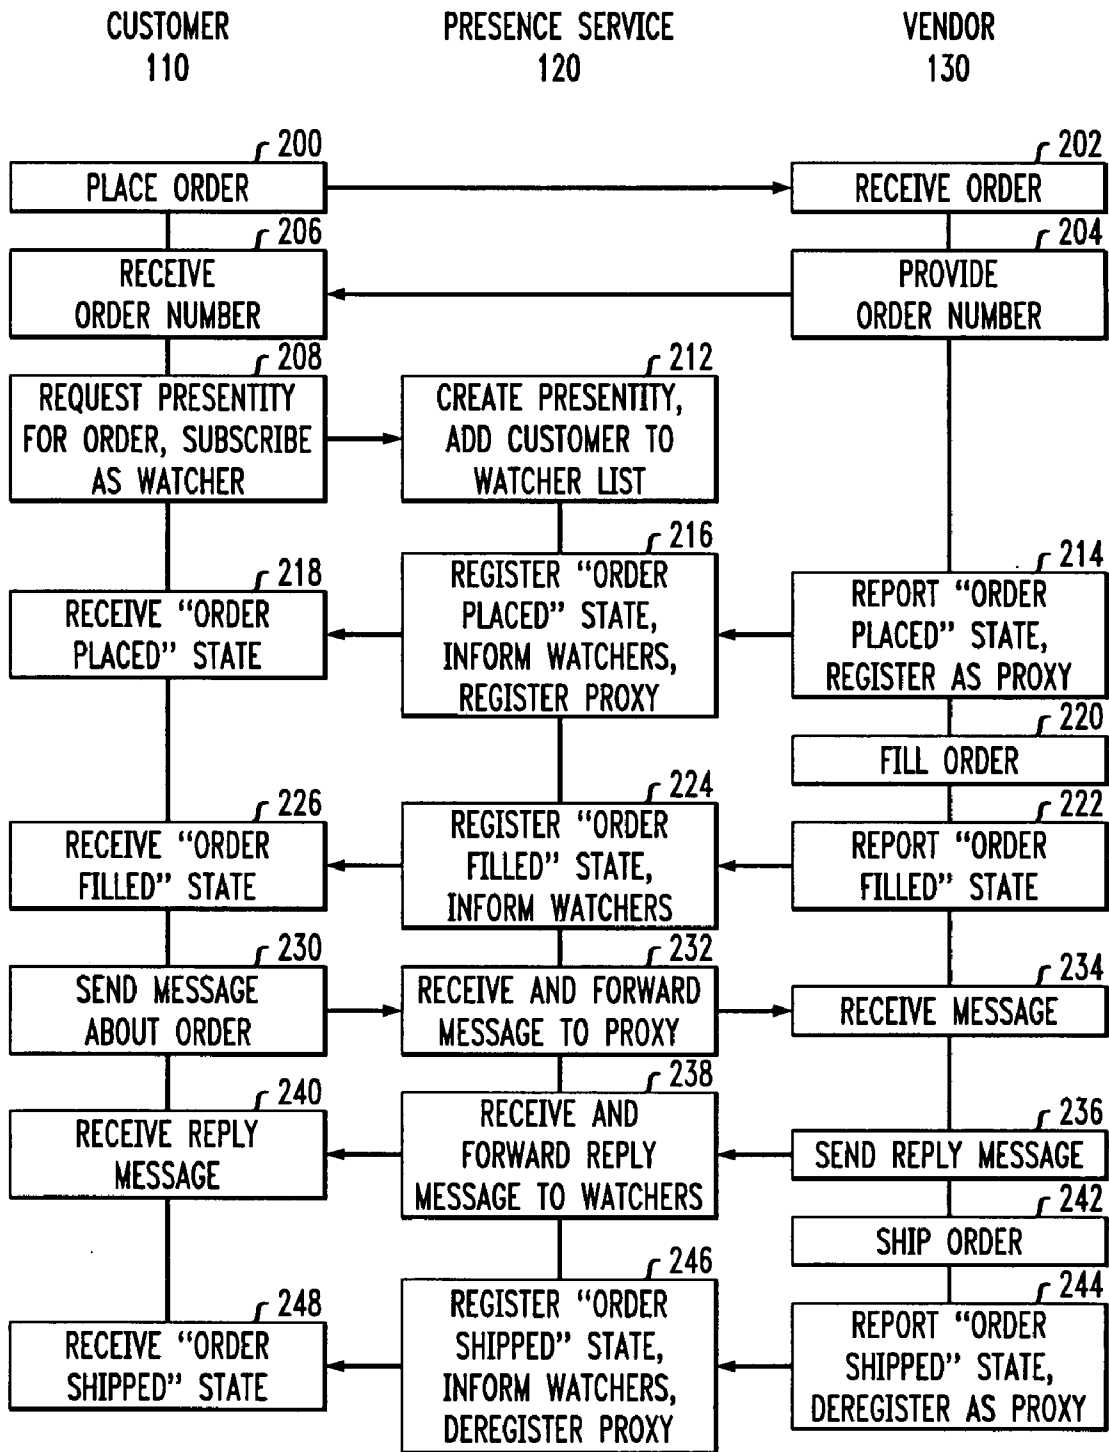 CUSTOMER
110
PRESENCE SERVICE
120
VENDOR
130
200
PLACE ORDER
202
RECEIVE ORDER
206
RECEIVE
ORDER NUMBER
204
PROVIDE
ORDER NUMBER
208
REQUEST PRESENTITY
FOR ORDER, SUBSCRIBE
AS WATCHER
212
CREATE PRESENTITY,
ADD CUSTOMER TO
WATCHER LIST
218
RECEIVE “ORDER
PLACED” STATE
216
REGISTER “ORDER
PLACED” STATE,
INFORM WATCHERS,
REGISTER PROXY
214
REPORT “ORDER
PLACED” STATE,
REGISTER AS PROXY
220
FILL ORDER
226
RECEIVE “ORDER
FILLED” STATE
224
REGISTER “ORDER
FILLED” STATE,
INFORM WATCHERS
222
REPORT “ORDER
FILLED” STATE
230
SEND MESSAGE
ABOUT ORDER
232
RECEIVE AND FORWARD
MESSAGE TO PROXY
234
RECEIVE MESSAGE
240
RECEIVE REPLY
MESSAGE
238
RECEIVE AND
FORWARD REPLY
MESSAGE TO WATCHERS
236
SEND REPLY MESSAGE
242
SHIP ORDER
248
RECEIVE “ORDER
SHIPPED” STATE
246
REGISTER “ORDER
SHIPPED” STATE,
INFORM WATCHERS,
DEREGISTER PROXY
244
REPORT “ORDER
SHIPPED” STATE,
DEREGISTER AS PROXY